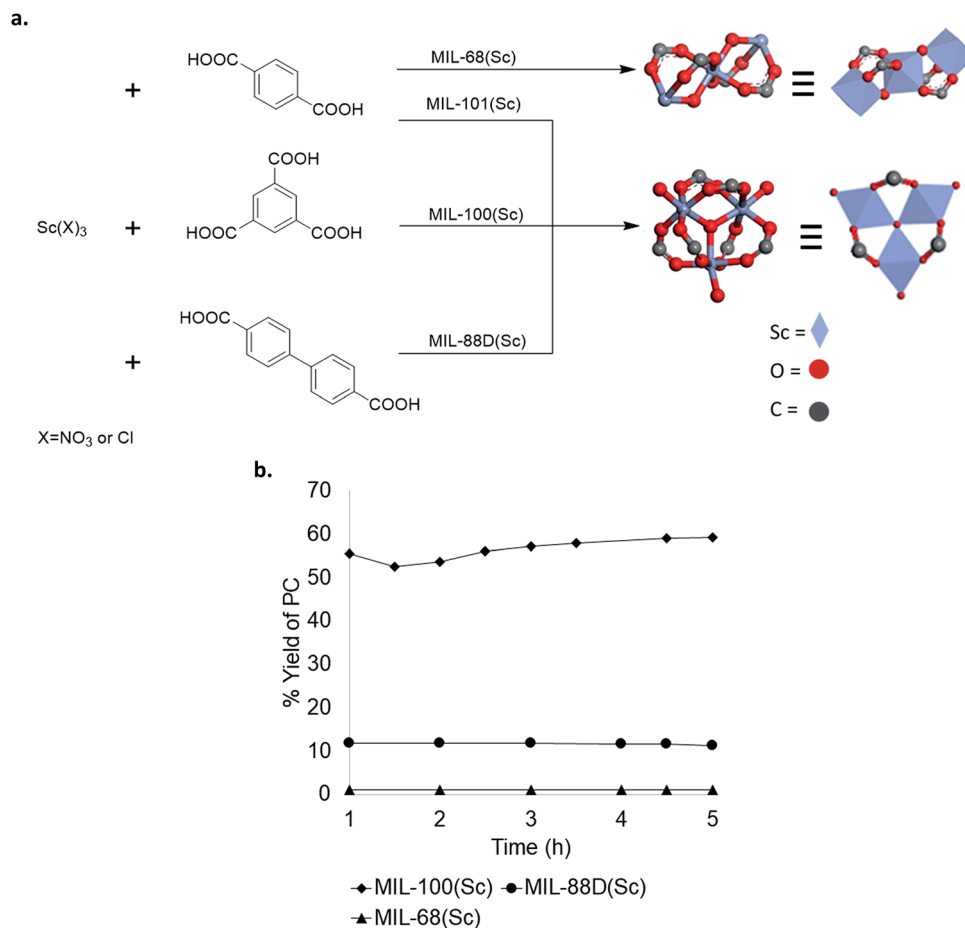 a.
HOOC
COOH
+
MIL-68(Sc)
MIL-101(Sc)
≡
Sc(X)₃
+
COOH
HOOC
COOH
MIL-100(Sc)
≡
+
HOOC
COOH
MIL-88D(Sc)
Sc =
O =
C =
X=NO₃ or Cl
b.
% Yield of PC
70
60
50
40
30
20
10
0
1 2 3 4 5
Time (h)
MIL-100(Sc) MIL-88D(Sc)
MIL-68(Sc)